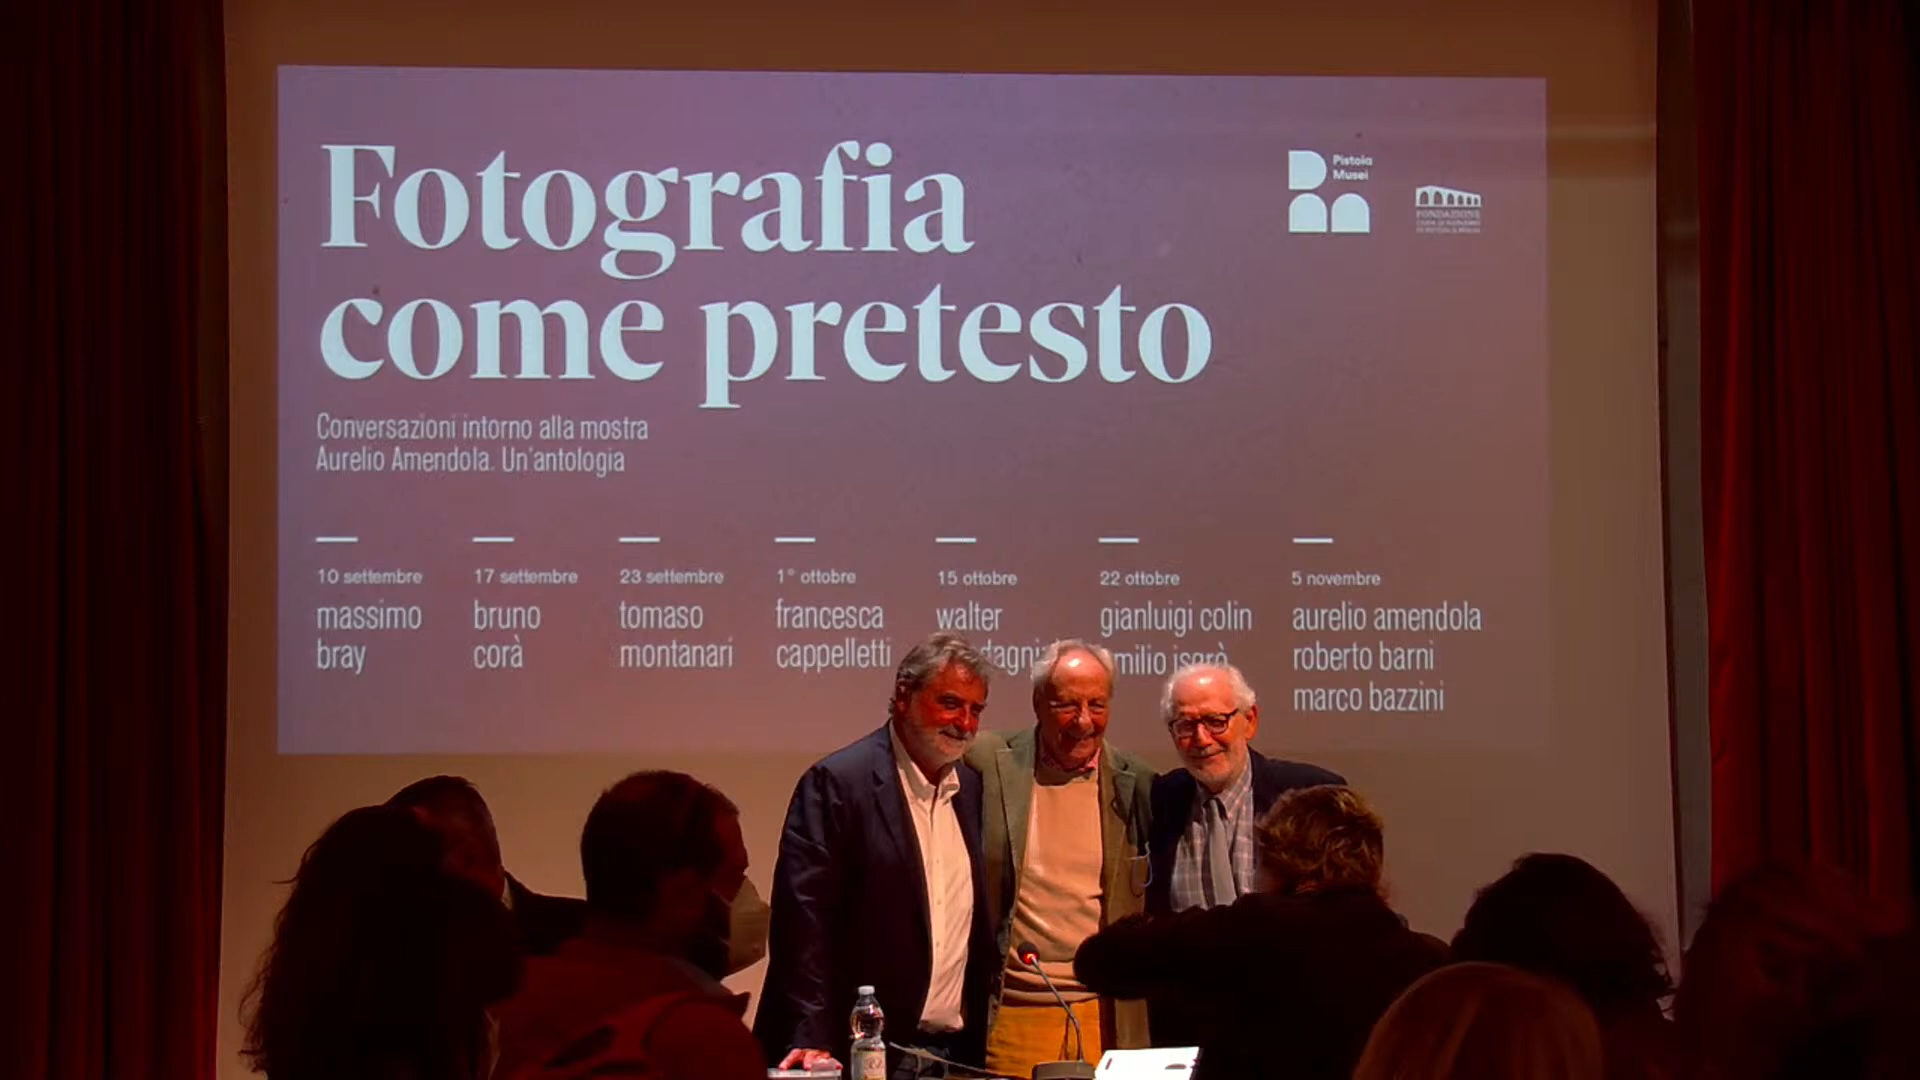 Fotografia
come pretesto
Pistoia
Musei
FONDAZIONE
Conversazioni intorno alla mostra
Aurelio Amendola. Un'antologia
10 settembre
massimo
bray
17 settembre
bruno
corà
23 settembre
tomaso
montanari
1° ottobre
francesca
cappelletti
15 ottobre
walter
22 ottobre
gianluigi colin
isgrò
5 novembre
aurelio amendola
roberto barni
marco bazzini